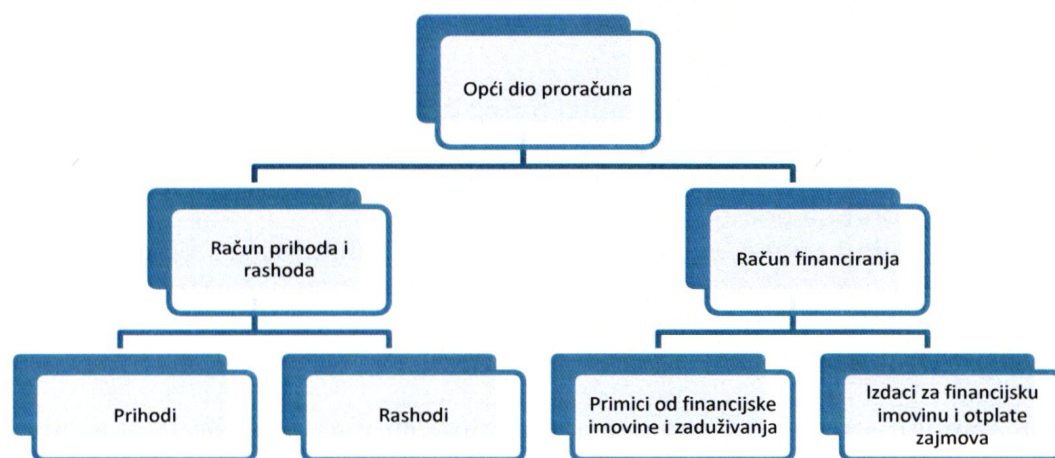 Opći dio proračuna
Račun prihoda i
rashoda
Račun financiranja
Prihodi
Rashodi
Primici od financijske
imovine i zaduživanja
Izdaci za financijsku
imovinu i otplate
zajmova